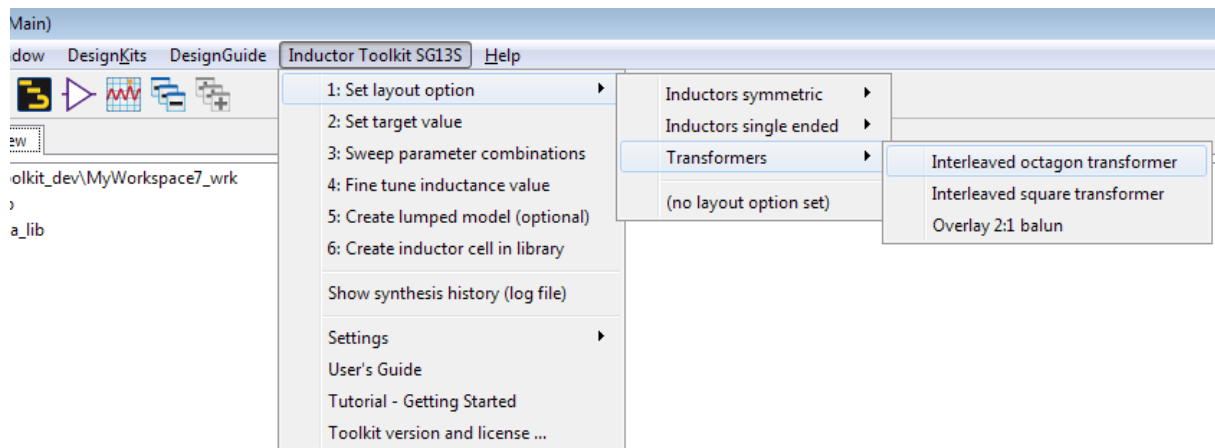 Main)
dow DesignKits DesignGuide Inductor Toolkit SG13S Help
1: Set layout option
2: Set target value
3: Sweep parameter combinations
4: Fine tune inductance value
5: Create lumped model (optional)
6: Create inductor cell in library
Show synthesis history (log file)
Settings
User's Guide
Tutorial - Getting Started
Toolkit version and license ...
Inductors symmetric
Inductors single ended
Transformers
(no layout option set)
Interleaved octagon transformer
Interleaved square transformer
Overlay 2:1 balun
ew
olkit_dev\MyWorkspace7_wrk
a_lib